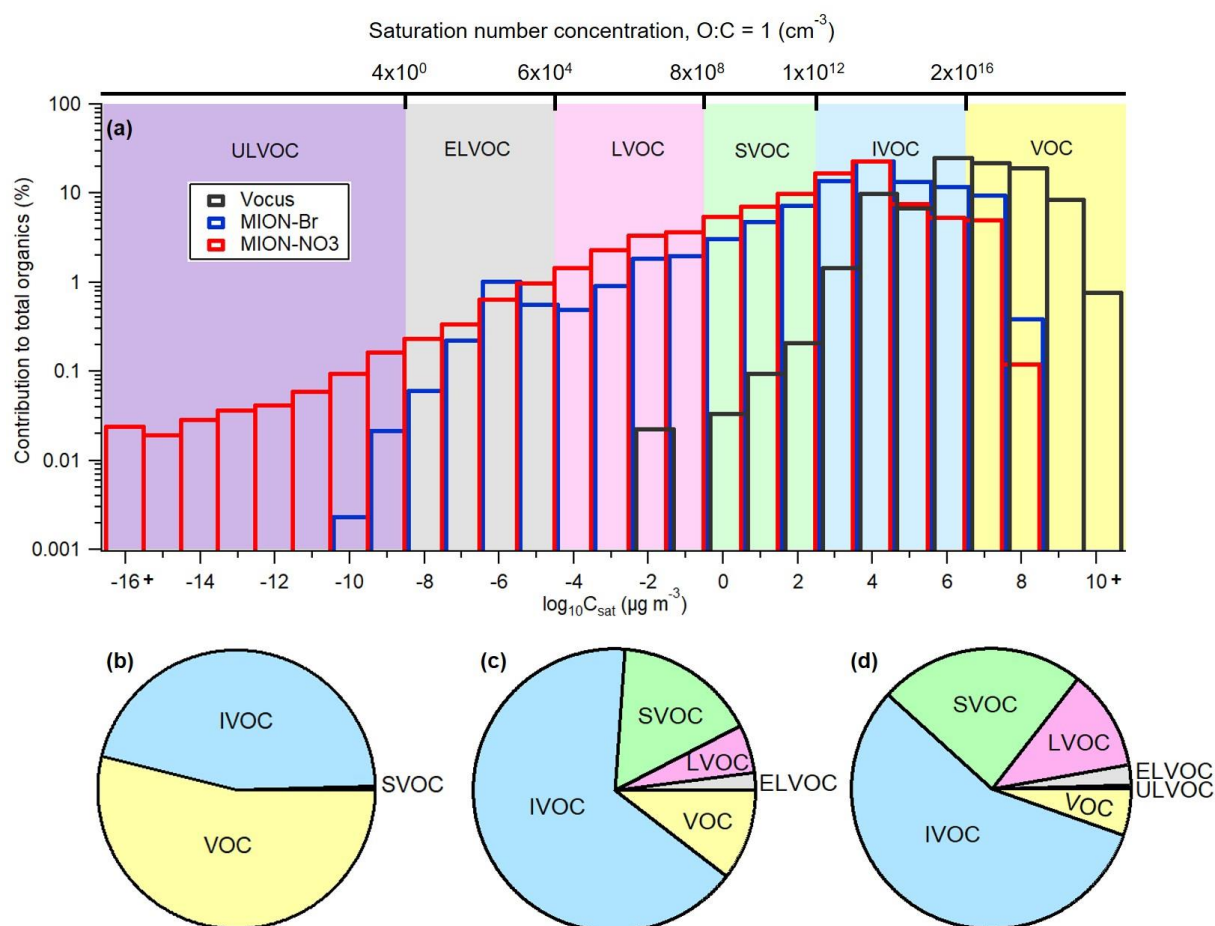 Saturation number concentration, O:C = 1 (cm⁻³)
4x10⁰ 6x10⁴ 8x10⁸ 1x10¹² 2x10¹⁶
(a)
ULVOC ELVOC LVOC SVOC IVOC VOC
Vocus
MION-Br
MION-NO3
Contribution to total organics (%)
100
10
1
0.1
0.01
0.001
-16 + -14 -12 -10 -8 -6 -4 -2 0 2 4 6 8 10 +
log₁₀C_sat (µg m⁻³)
(b)
IVOC
SVOC
VOC
(c)
SVOC
LVOC
ELVOC
IVOC
VOC
(d)
SVOC
LVOC
ELVOC
ULVOC
VOC
IVOC